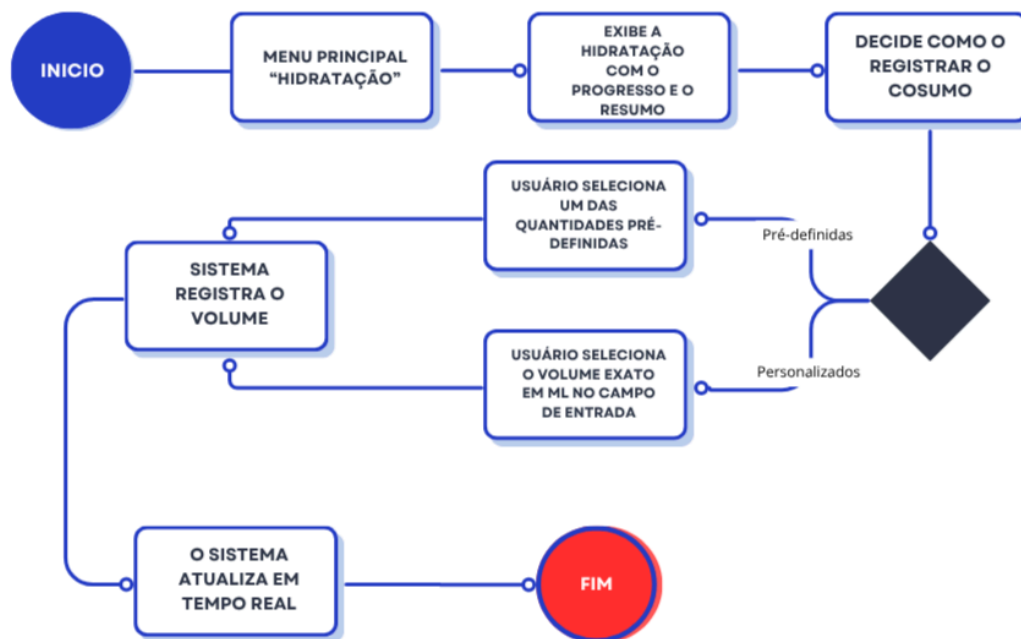 INICIO
MENU PRINCIPAL
“HIDRATAÇÃO”
EXIBE A
HIDRATAÇÃO
COM O
PROGRESSO E O
RESUMO
DECIDE COMO O
REGISTRAR O
COSUMO
USUÁRIO SELECIONA
UM DAS
QUANTIDADES PRÉ-
DEFINIDAS
Pré-definidas
SISTEMA
REGISTRA O
VOLUME
USUÁRIO SELECIONA
O VOLUME EXATO
EM ML NO CAMPO
DE ENTRADA
Personalizados
O SISTEMA
ATUALIZA EM
TEMPO REAL
FIM